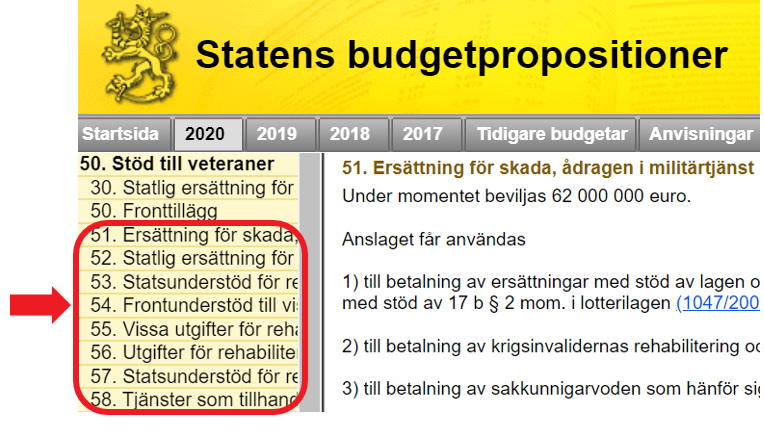 Statens budgetpropositioner
Startsida 2020 2019 2018 2017 Tidigare budgetar Anvisningar
50. Stöd till veteraner
30. Statlig ersättning för
50. Fronttillägg
51. Ersättning för skada,
52. Statlig ersättning för
53. Statsunderstöd för re
54. Frontunderstöd till vi
55. Vissa utgifter för reha
56. Utgifter för rehabilite
57. Statsunderstöd för re
58. Tjänster som tillhand
51. Ersättning för skada, ådragen i militärtjänst
Under momentet beviljas 62 000 000 euro.
Anslaget får användas
1) till betalning av ersättningar med stöd av lagen o
med stöd av 17 b § 2 mom. i lotterilagen (1047/200
2) till betalning av krigsinvalidernas rehabilitering oc
3) till betalning av sakkunnigarvoden som hänför sig